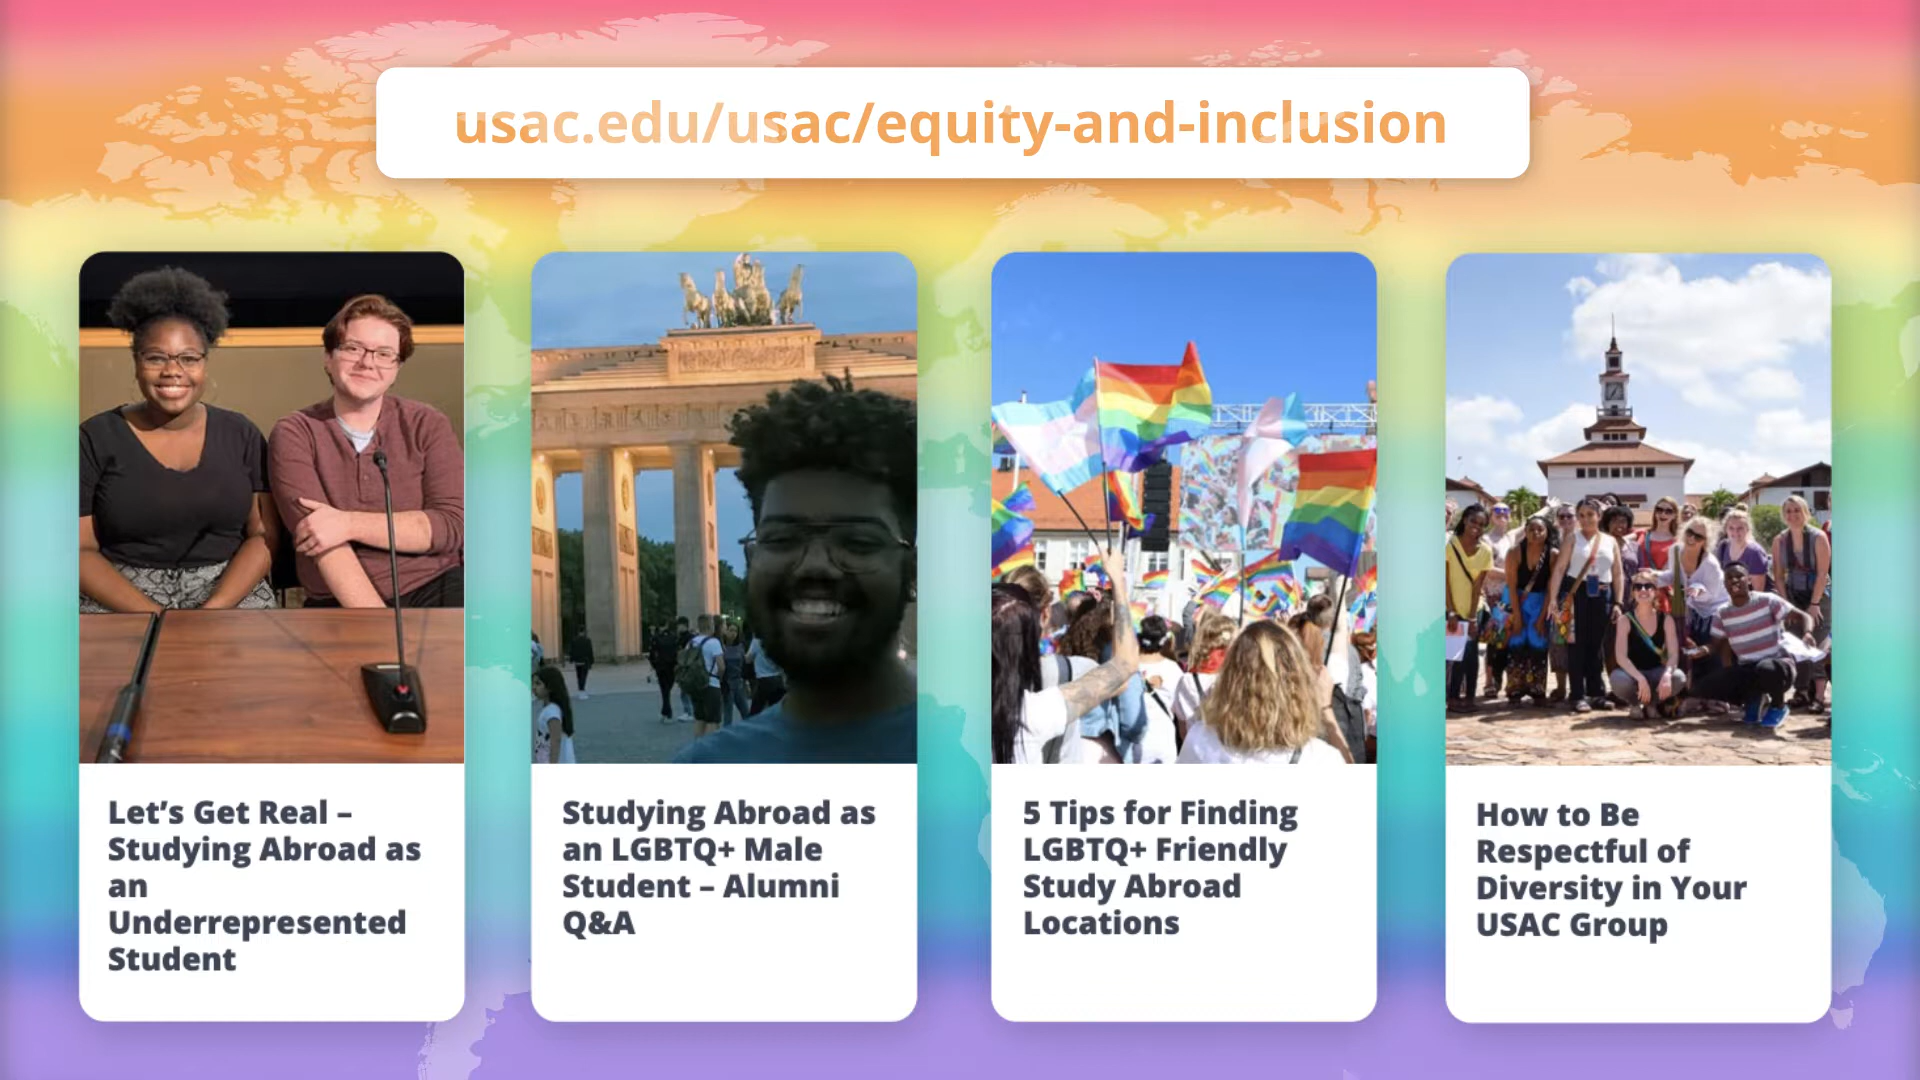 usac.edu/usac/equity-and-inclusion
Let’s Get Real –
Studying Abroad as
an
Underrepresented
Student
Studying Abroad as
an LGBTQ+ Male
Student – Alumni
Q&A
5 Tips for Finding
LGBTQ+ Friendly
Study Abroad
Locations
How to Be
Respectful of
Diversity in Your
USAC Group